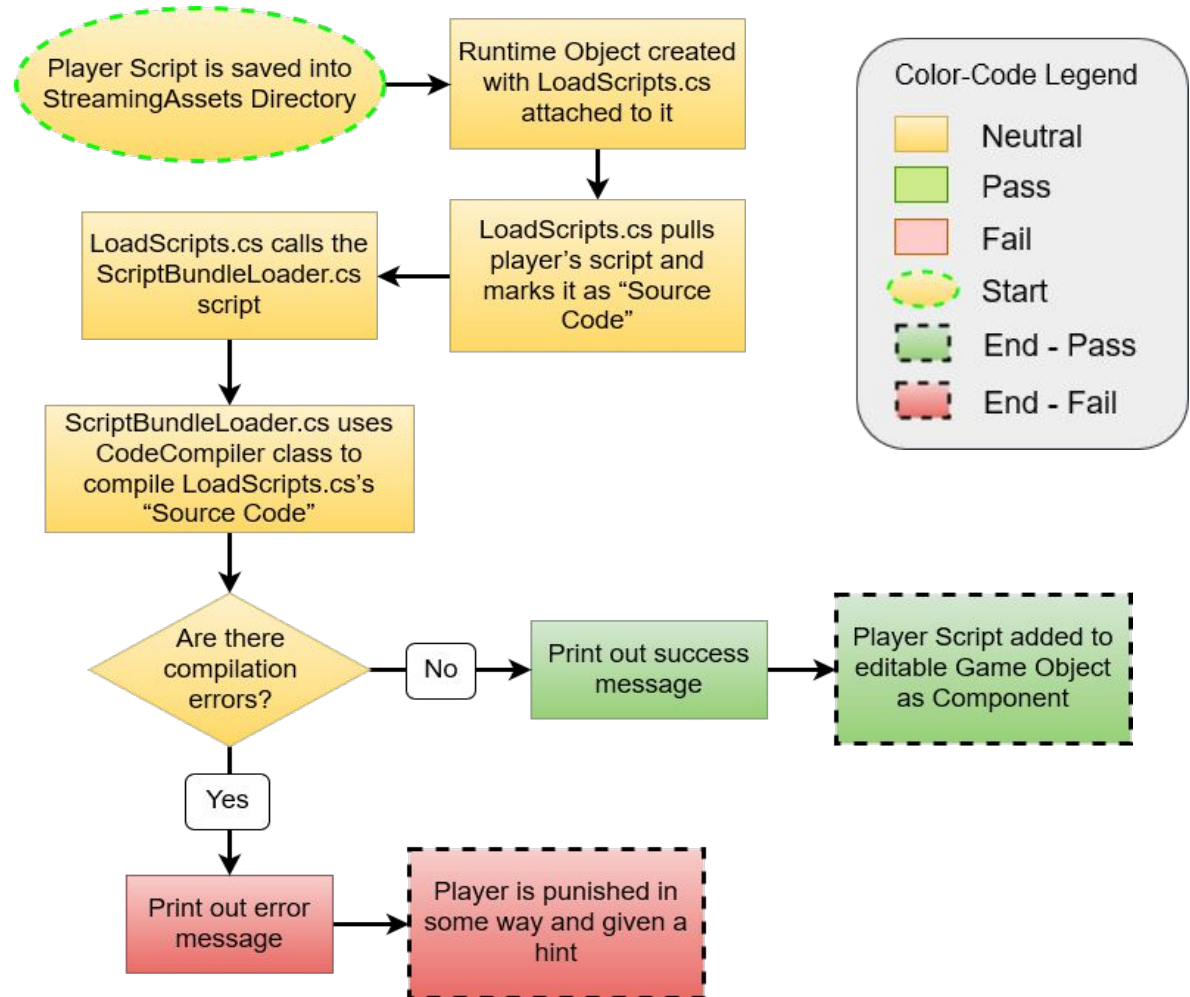 Player Script is saved into
StreamingAssets Directory
Runtime Object created
with LoadScripts.cs
attached to it
LoadScripts.cs pulls
player's script and
marks it as “Source
Code”
LoadScripts.cs calls the
ScriptBundleLoader.cs
script
ScriptBundleLoader.cs uses
CodeCompiler class to
compile LoadScripts.cs's
“Source Code”
Are there
compilation
errors?
No
Print out success
message
Player Script added to
editable Game Object
as Component
Yes
Print out error
message
Player is punished in
some way and given a
hint
Color-Code Legend
Neutral
Pass
Fail
Start
End - Pass
End - Fail